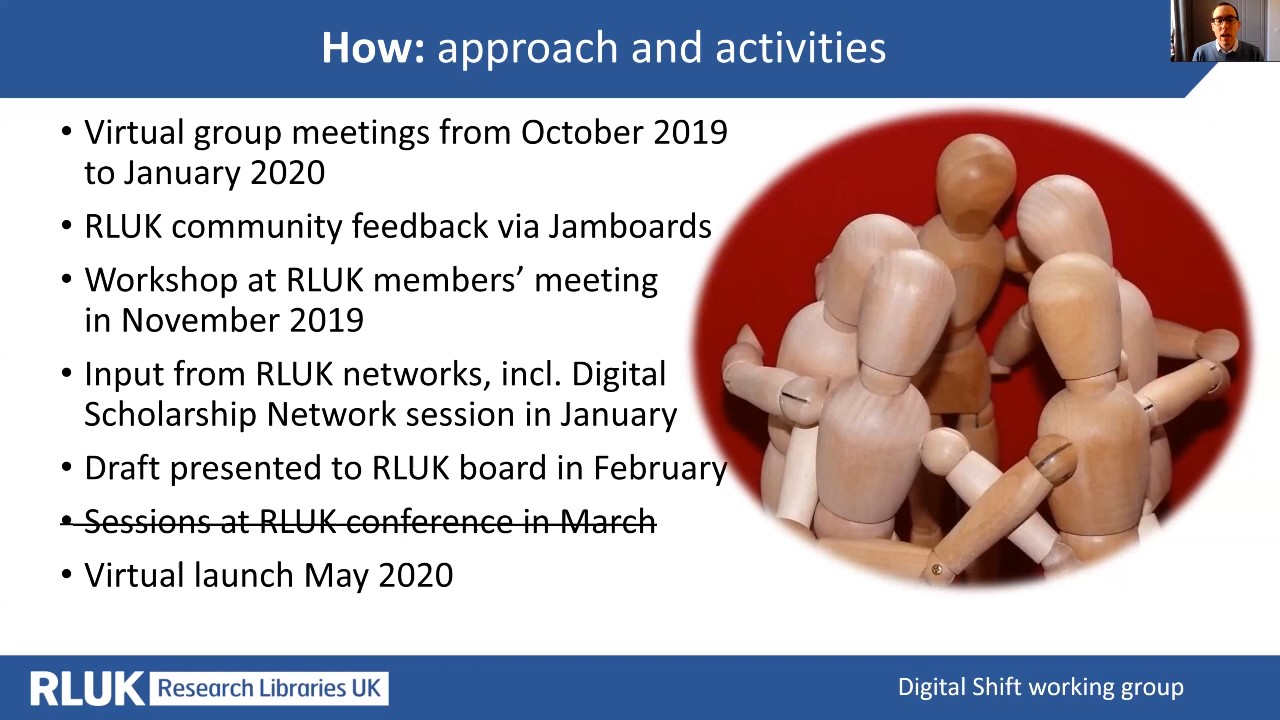 How: approach and activities
• Virtual group meetings from October 2019
to January 2020
• RLUK community feedback via Jamboards
• Workshop at RLUK members’ meeting
in November 2019
• Input from RLUK networks, incl. Digital
Scholarship Network session in January
• Draft presented to RLUK board in February
• Sessions at RLUK conference in March
• Virtual launch May 2020
RLUK Research Libraries UK
Digital Shift working group